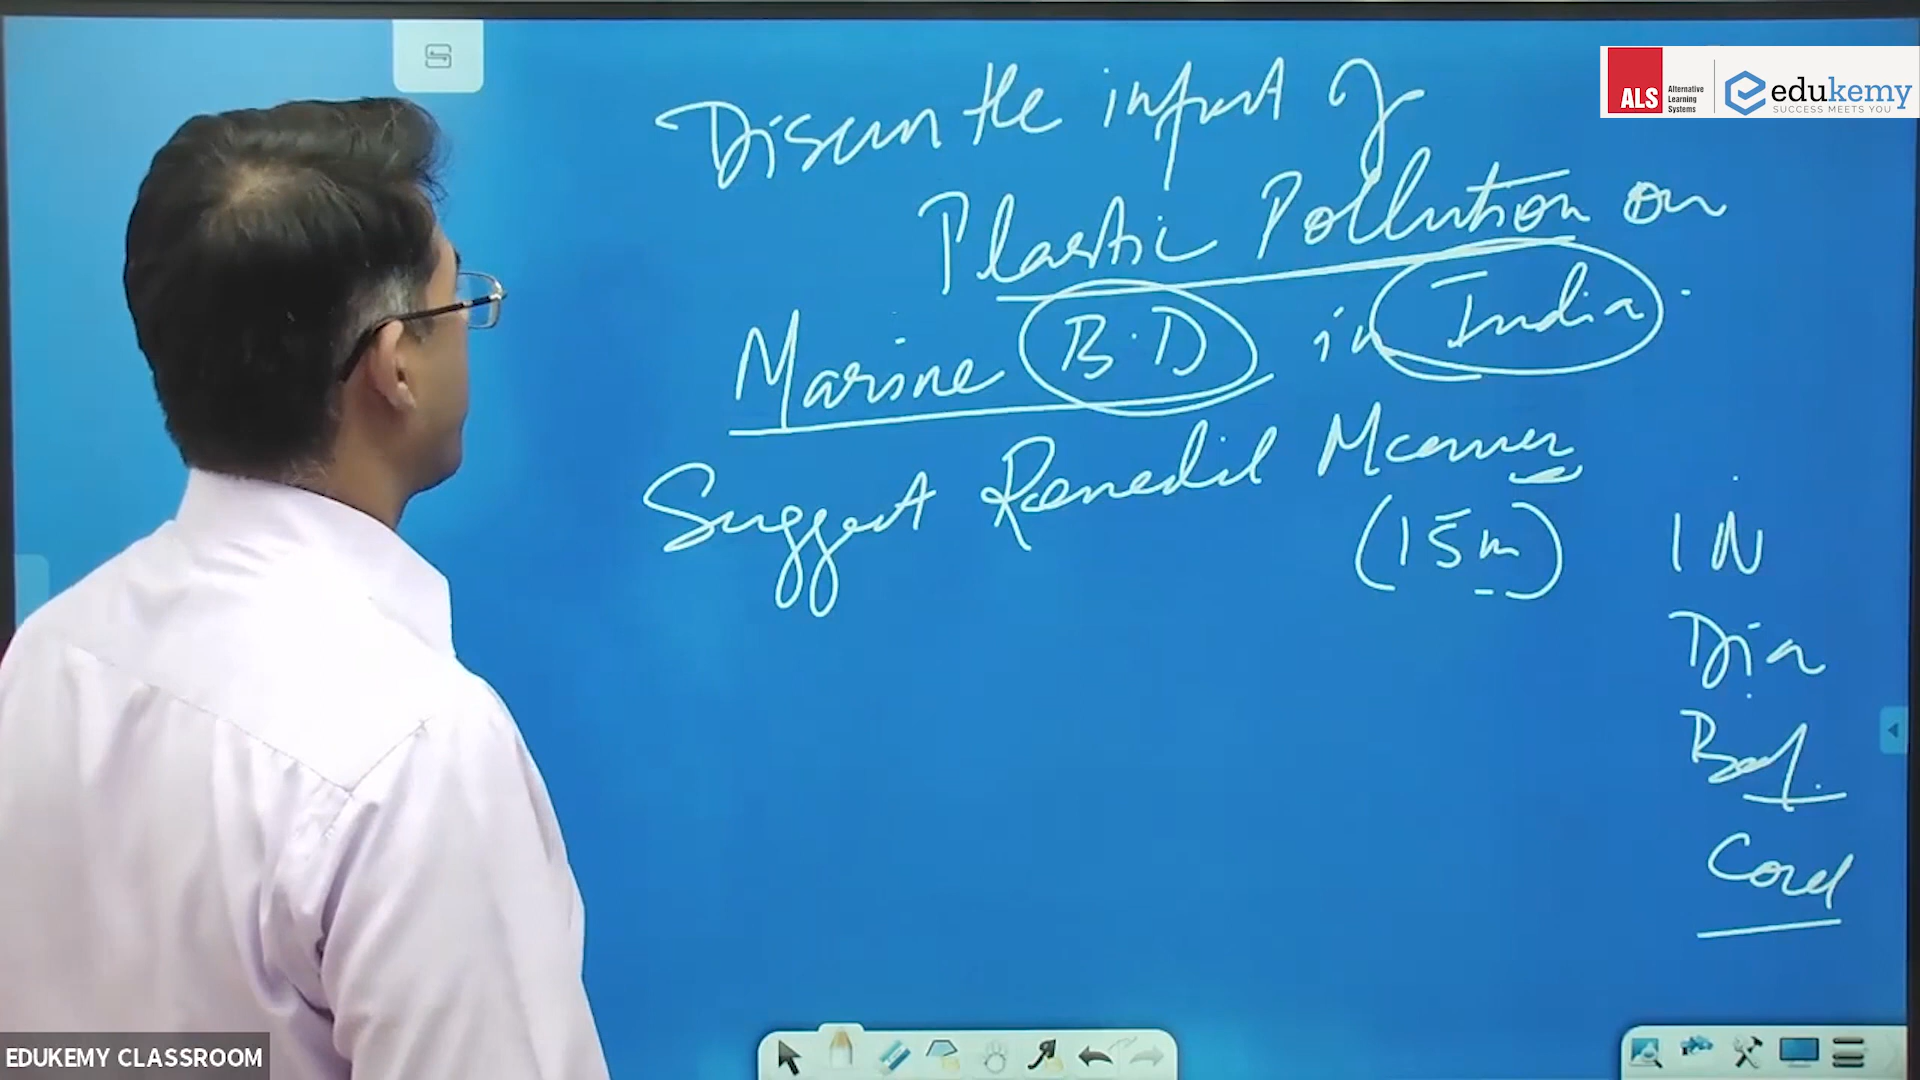 Discuss the impact of
Plastic Pollution on
Marine B.D in India.
Suggest Remedial Measures
(15m)
IN
Dia
Bod.
Concl
ALS
Alternative
Learning
Systems
edukemy
SUCCESS MEETS YOU
EDUKEMY CLASSROOM